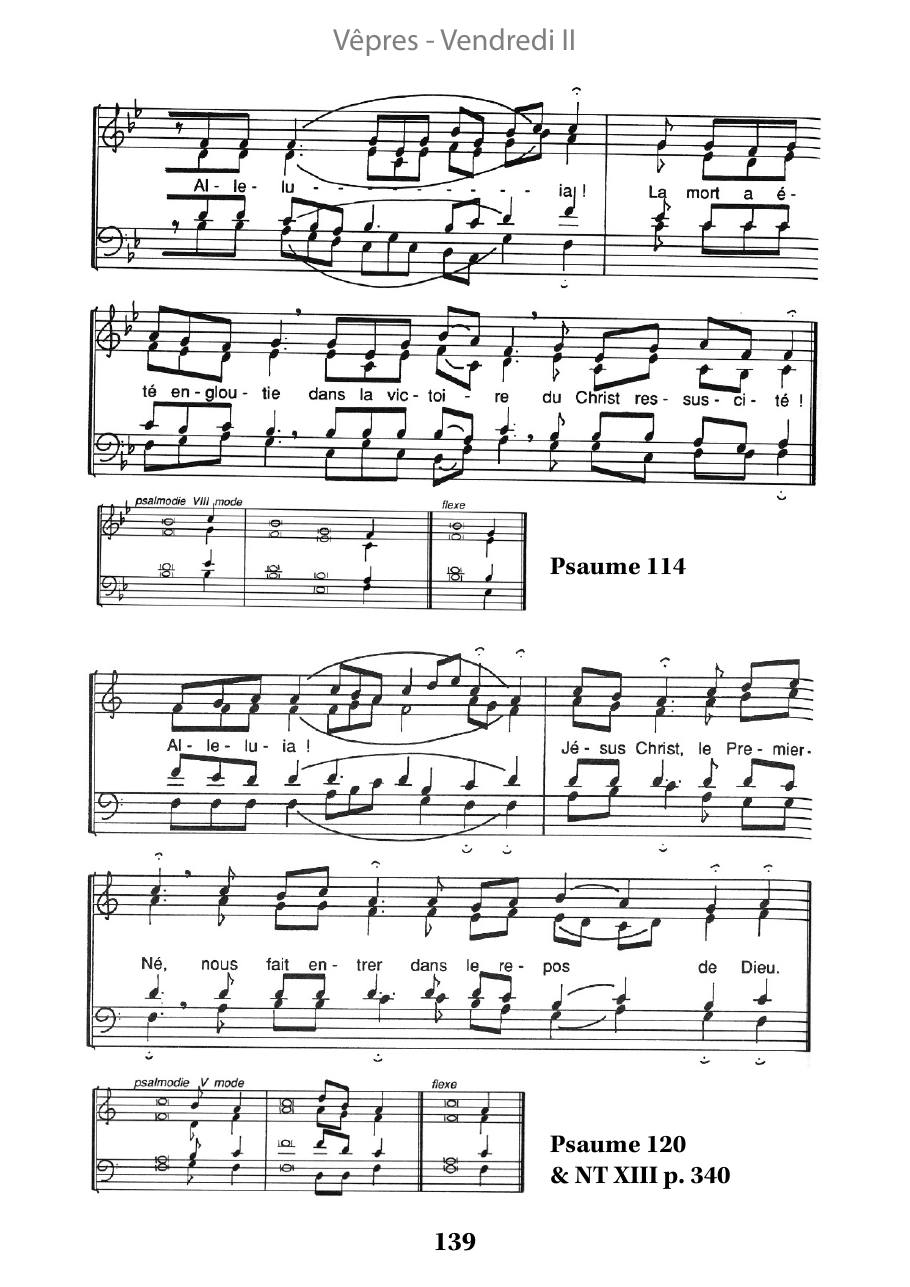 Vêpres - Vendredi II
Al - le - lu - - - - - - - - - - - ia ! La mort a é -
té en - glou - tie dans la vic - toi - re du Christ res - sus - ci - té !
psalmodie VIII mode flexe
Psaume 114
Al - le - lu - ia ! Jé - sus Christ, le Pre - mier-
Né, nous fait en - trer dans le re - pos de Dieu.
psalmodie V mode flexe
Psaume 120
& NT XIII p. 340
139